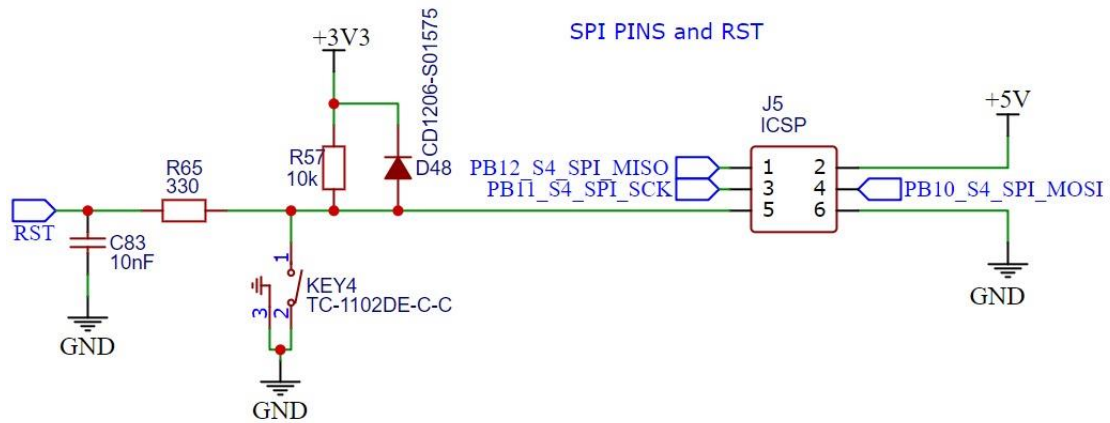 SPI PINS and RST
+3V3
CD1206-S01575
D48
R57
10k
R65
330
RST
C83
10nF
GND
1
3
2
KEY4
TC-1102DE-C-C
GND
J5
ICSP
+5V
PB12_S4_SPI_MISO
1
2
PB11_S4_SPI_SCK
3
4
PB10_S4_SPI_MOSI
5
6
GND